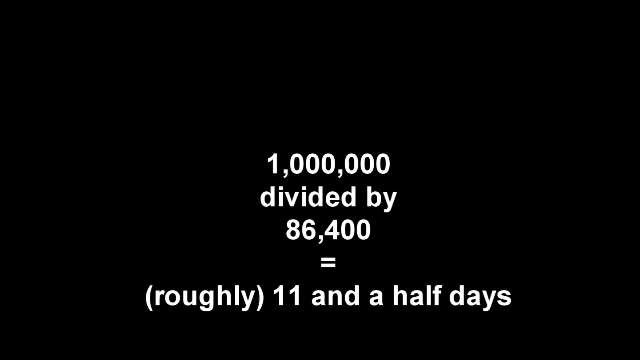 1,000,000
divided by
86,400
=
(roughly) 11 and a half days